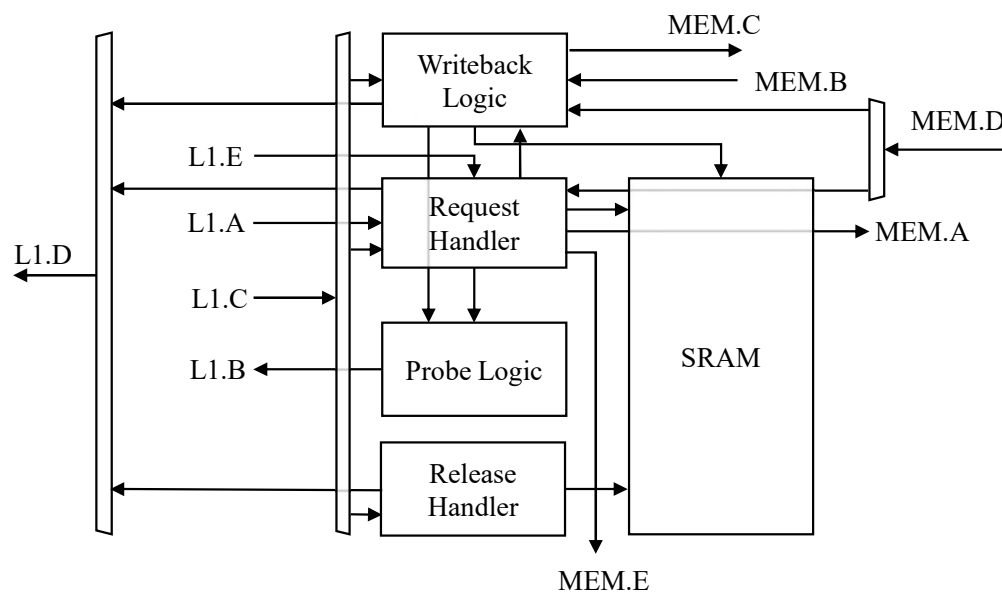 MEM.C
Writeback
Logic
MEM.B
MEM.D
L1.E
L1.A
Request
Handler
MEM.A
L1.D
L1.C
L1.B
Probe Logic
SRAM
Release
Handler
MEM.E